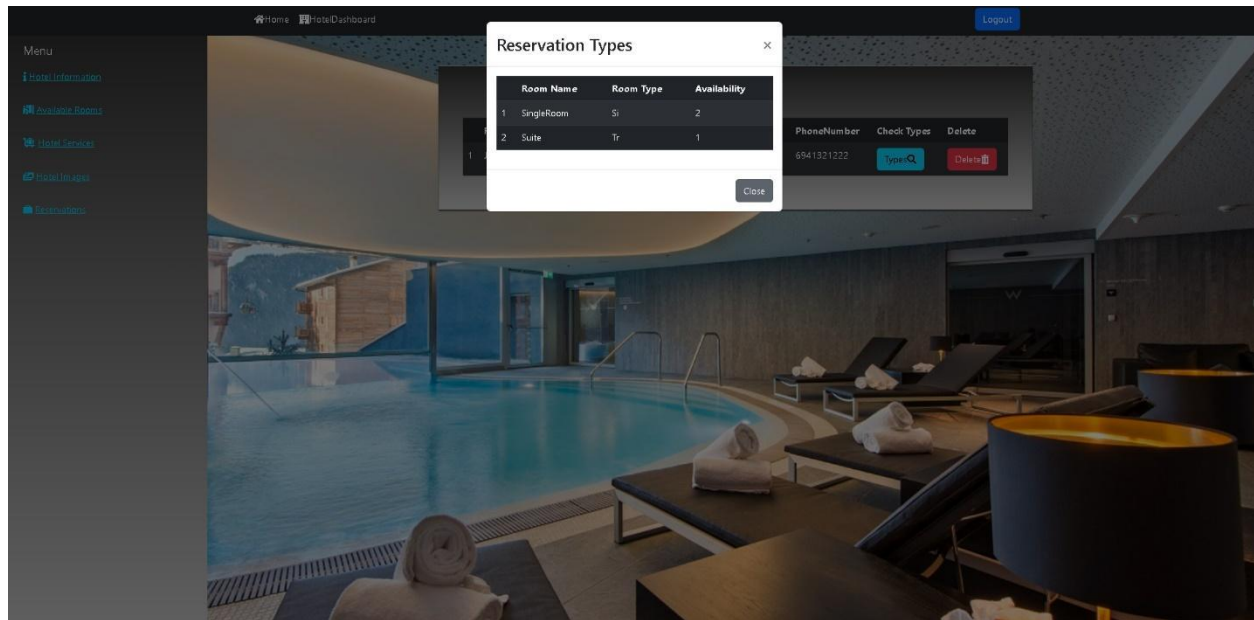 Home HotelDashboard Logout
Menu
Hotel Information
Available Rooms
Hotel Services
Hotel Images
Reservations
Reservation Types ×
Room Name Room Type Availability
1 SingleRoom Si 2
2 Suite Tr 1
Close
PhoneNumber Check Types Delete
1 6941321222 Types Delete